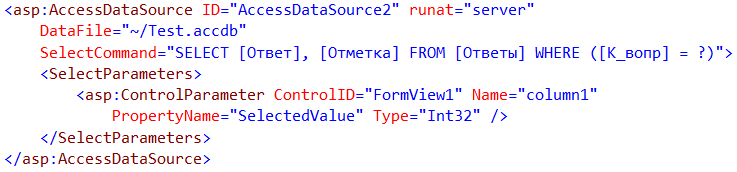 <asp:AccessDataSource ID="AccessDataSource2" runat="server"
DataFile="~/Test.accdb"
SelectCommand="SELECT [Ответ], [Отметка] FROM [Ответы] WHERE ([К_вопр] = ?)">
<SelectParameters>
<asp:ControlParameter ControlID="FormView1" Name="column1"
PropertyName="SelectedValue" Type="Int32" />
</SelectParameters>
</asp:AccessDataSource>